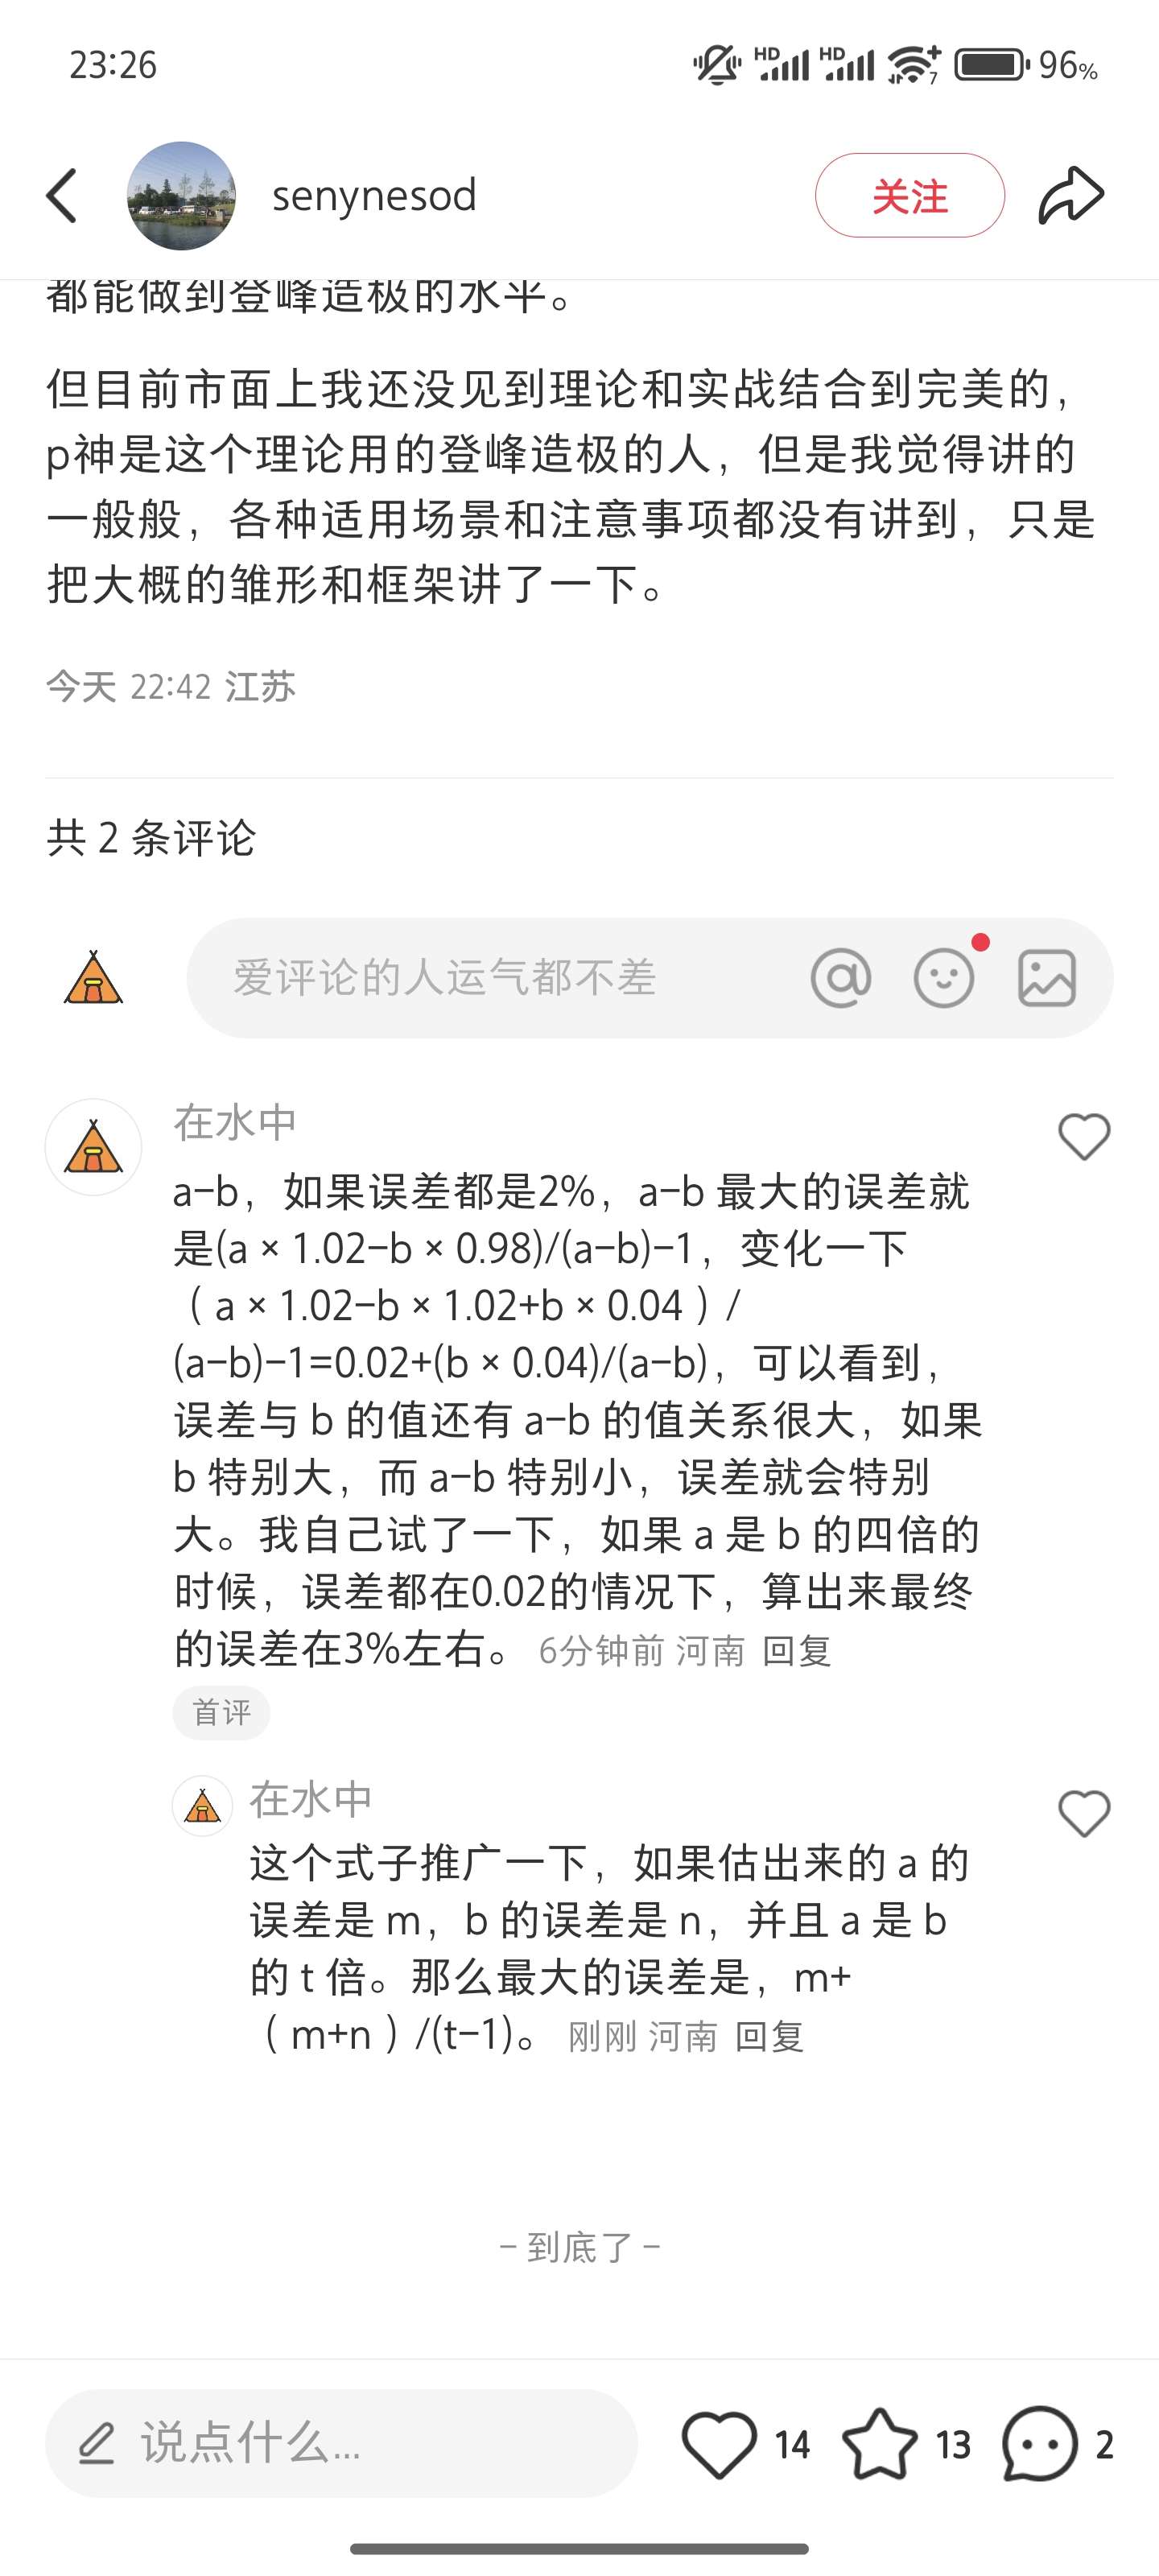 23:26
HD HD 7 96%
senynesod
关注
都能做到登峰造极的水平。
但目前市面上我还没见到理论和实战结合到完美的，
p神是这个理论用的登峰造极的人，但是我觉得讲的
一般般，各种适用场景和注意事项都没有讲到，只是
把大概的雏形和框架讲了一下。
今天 22:42 江苏
共 2 条评论
爱评论的人运气都不差
在水中
a-b，如果误差都是2%，a-b 最大的误差就
是(a × 1.02-b × 0.98)/(a-b)-1，变化一下
（a × 1.02-b × 1.02+b × 0.04）/
(a-b)-1=0.02+(b × 0.04)/(a-b)，可以看到，
误差与 b 的值还有 a-b 的值关系很大，如果
b 特别大，而 a-b 特别小，误差就会特别
大。我自己试了一下，如果 a 是 b 的四倍的
时候，误差都在0.02的情况下，算出来最终
的误差在3%左右。 6分钟前 河南 回复
首评
在水中
这个式子推广一下，如果估出来的 a 的
误差是 m，b 的误差是 n，并且 a 是 b
的 t 倍。那么最大的误差是，m+
（m+n）/(t-1)。 刚刚 河南 回复
- 到底了 -
说点什么...
14
13
2